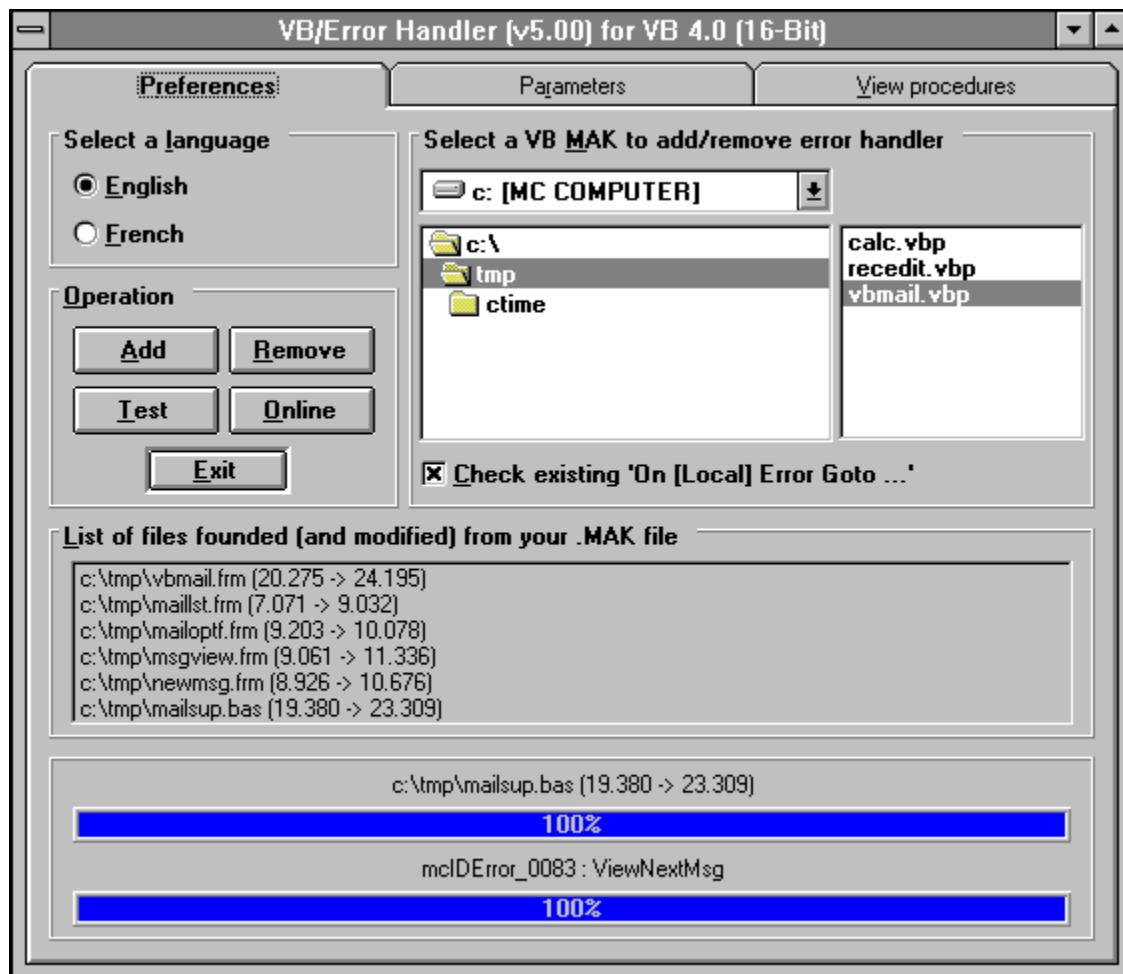 VB/Error Handler (v5.00) for VB 4.0 (16-Bit)
Preferences
Parameters
View procedures
Select a language
English
French
Operation
Add
Remove
Test
Online
Exit
Select a VB MAK to add/remove error handler
c: [MC COMPUTER]
c:\
tmp
ctime
calc.vbp
recedit.vbp
vbmail.vbp
Check existing 'On [Local] Error Goto ...'
List of files founded (and modified) from your .MAK file
c:\tmp\vbmail.frm (20.275 -> 24.195)
c:\tmp\maillst.frm (7.071 -> 9.032)
c:\tmp\mailoptf.frm (9.203 -> 10.078)
c:\tmp\msgview.frm (9.061 -> 11.336)
c:\tmp\newmsg.frm (8.926 -> 10.676)
c:\tmp\mailsup.bas (19.380 -> 23.309)
c:\tmp\mailsup.bas (19.380 -> 23.309)
100%
mcIDError_0083 : ViewNextMsg
100%